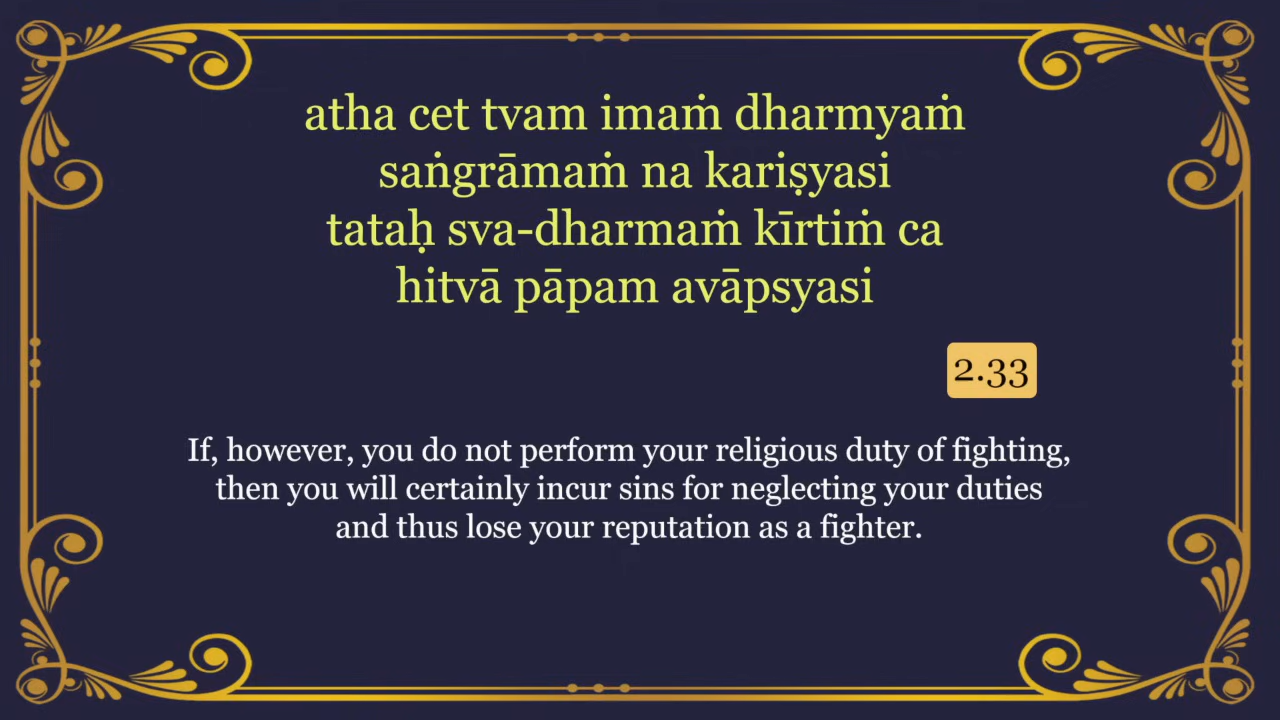 atha cet tvam imaṁ dharmyaṁ
saṅgrāmaṁ na kariṣyasi
tataḥ sva-dharmaṁ kīrtiṁ ca
hitvā pāpam avāpsyasi
2.33
If, however, you do not perform your religious duty of fighting,
then you will certainly incur sins for neglecting your duties
and thus lose your reputation as a fighter.